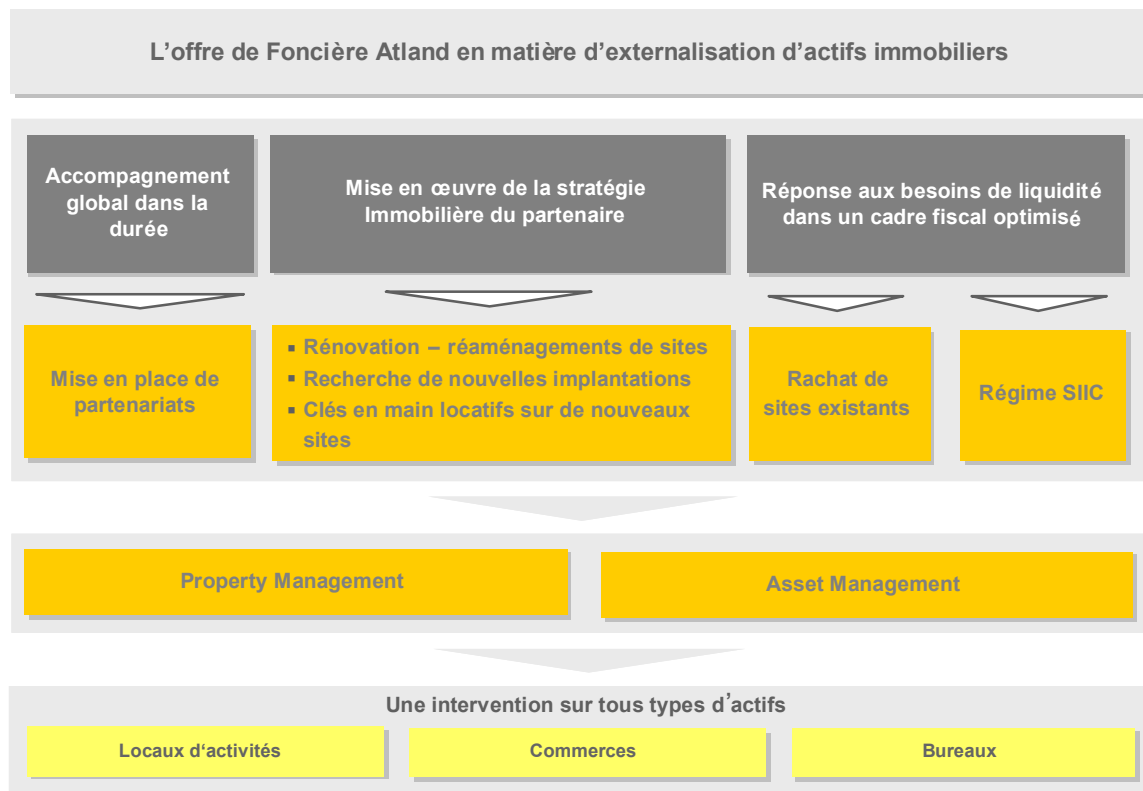 L’offre de Foncière Atland en matière d’externalisation d’actifs immobiliers
Accompagnement
global dans la
durée
Mise en œuvre de la stratégie
Immobilière du partenaire
Réponse aux besoins de liquidité
dans un cadre fiscal optimisé
Mise en place de
partenariats
▪ Rénovation – réaménagements de sites
▪ Recherche de nouvelles implantations
▪ Clés en main locatifs sur de nouveaux
sites
Rachat de
sites existants
Régime SIIC
Property Management
Asset Management
Une intervention sur tous types d’actifs
Locaux d‘activités
Commerces
Bureaux